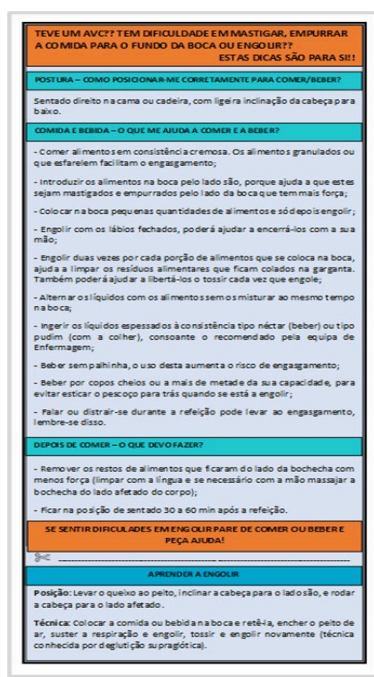 TEVE UM AVC?? TEM DIFICULDADE EM MASTIGAR, EMPURRAR
A COMIDA PARA O FUNDO DA BOCA OU ENGOLIR??
ESTAS DICAS SÃO PARA SI!!
POSTURA – COMO POSICIONAR-ME CORRETAMENTE PARA COMER/BEBER?
Sentado direito na cama ou cadeira, com ligeira inclinação da cabeça para
baixo.
COMIDA E BEBIDA – O QUE ME AJUDA A COMER E A BEBER?
- Comer alimentos em consistência cremosa. Os alimentos granulados ou
que esfarelem facilitam o engasgamento;
- Introduzir os alimentos na boca pelo lado são, porque ajuda a que estes
sejam mastigados e empurrados pelo lado da boca que tem mais força;
- Colocar na boca pequenas quantidades de alimentos e só depois engolir;
- Engolir com os lábios fechados, poderá ajudar a encerrá-los com a sua
mão;
- Engolir duas vezes por cada porção de alimentos que se coloca na boca,
ajuda a limpar os resíduos alimentares que ficam colados na garganta.
Também poderá ajudar a libertá-los o tossir cada vez que engole;
- Alternar os líquidos com os alimentos sem os misturar ao mesmo tempo
na boca;
- Ingerir os líquidos espessados à consistência tipo néctar (beber) ou tipo
pudim (com a colher), consoante o recomendado pela equipa de
Enfermagem;
- Beber sem palhinha, o uso desta aumenta o risco de engasgamento;
- Beber por copos cheios ou a mais de metade da sua capacidade, para
evitar esticar o pescoço para trás quando se está a engolir;
- Falar ou distrair-se durante a refeição pode levar ao engasgamento,
lembre-se disso.
DEPOIS DE COMER – O QUE DEVO FAZER?
- Remover os restos de alimentos que ficaram do lado da bochecha com
menos força (limpar com a língua e se necessário com a mão massajar a
bochecha do lado afetado do corpo);
- Ficar na posição de sentado 30 a 60 min após a refeição.
SE SENTIR DIFICULADES EM ENGOLIR PARE DE COMER OU BEBER E
PEÇA AJUDA!
APRENDER A ENGOLIR
Posição: Levar o queixo ao peito, inclinar a cabeça para o lado são, e rodar
a cabeça para o lado afetado.
Técnica: Colocar a comida ou bebida na boca e retê-la, encher o peito de
ar, suster a respiração e engolir, tossir e engolir novamente (técnica
conhecida por deglutição supraglótica).